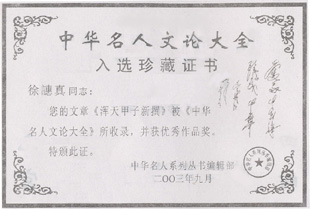 中华名人文论大全
入选珍藏证书
徐璉真同志：
您的文章《浑天甲子新撰》被《中华
名人文论大全》所收录，并获优秀作品奖。
特颁此证。
中华名人系列丛书编辑部
二〇〇三年九月